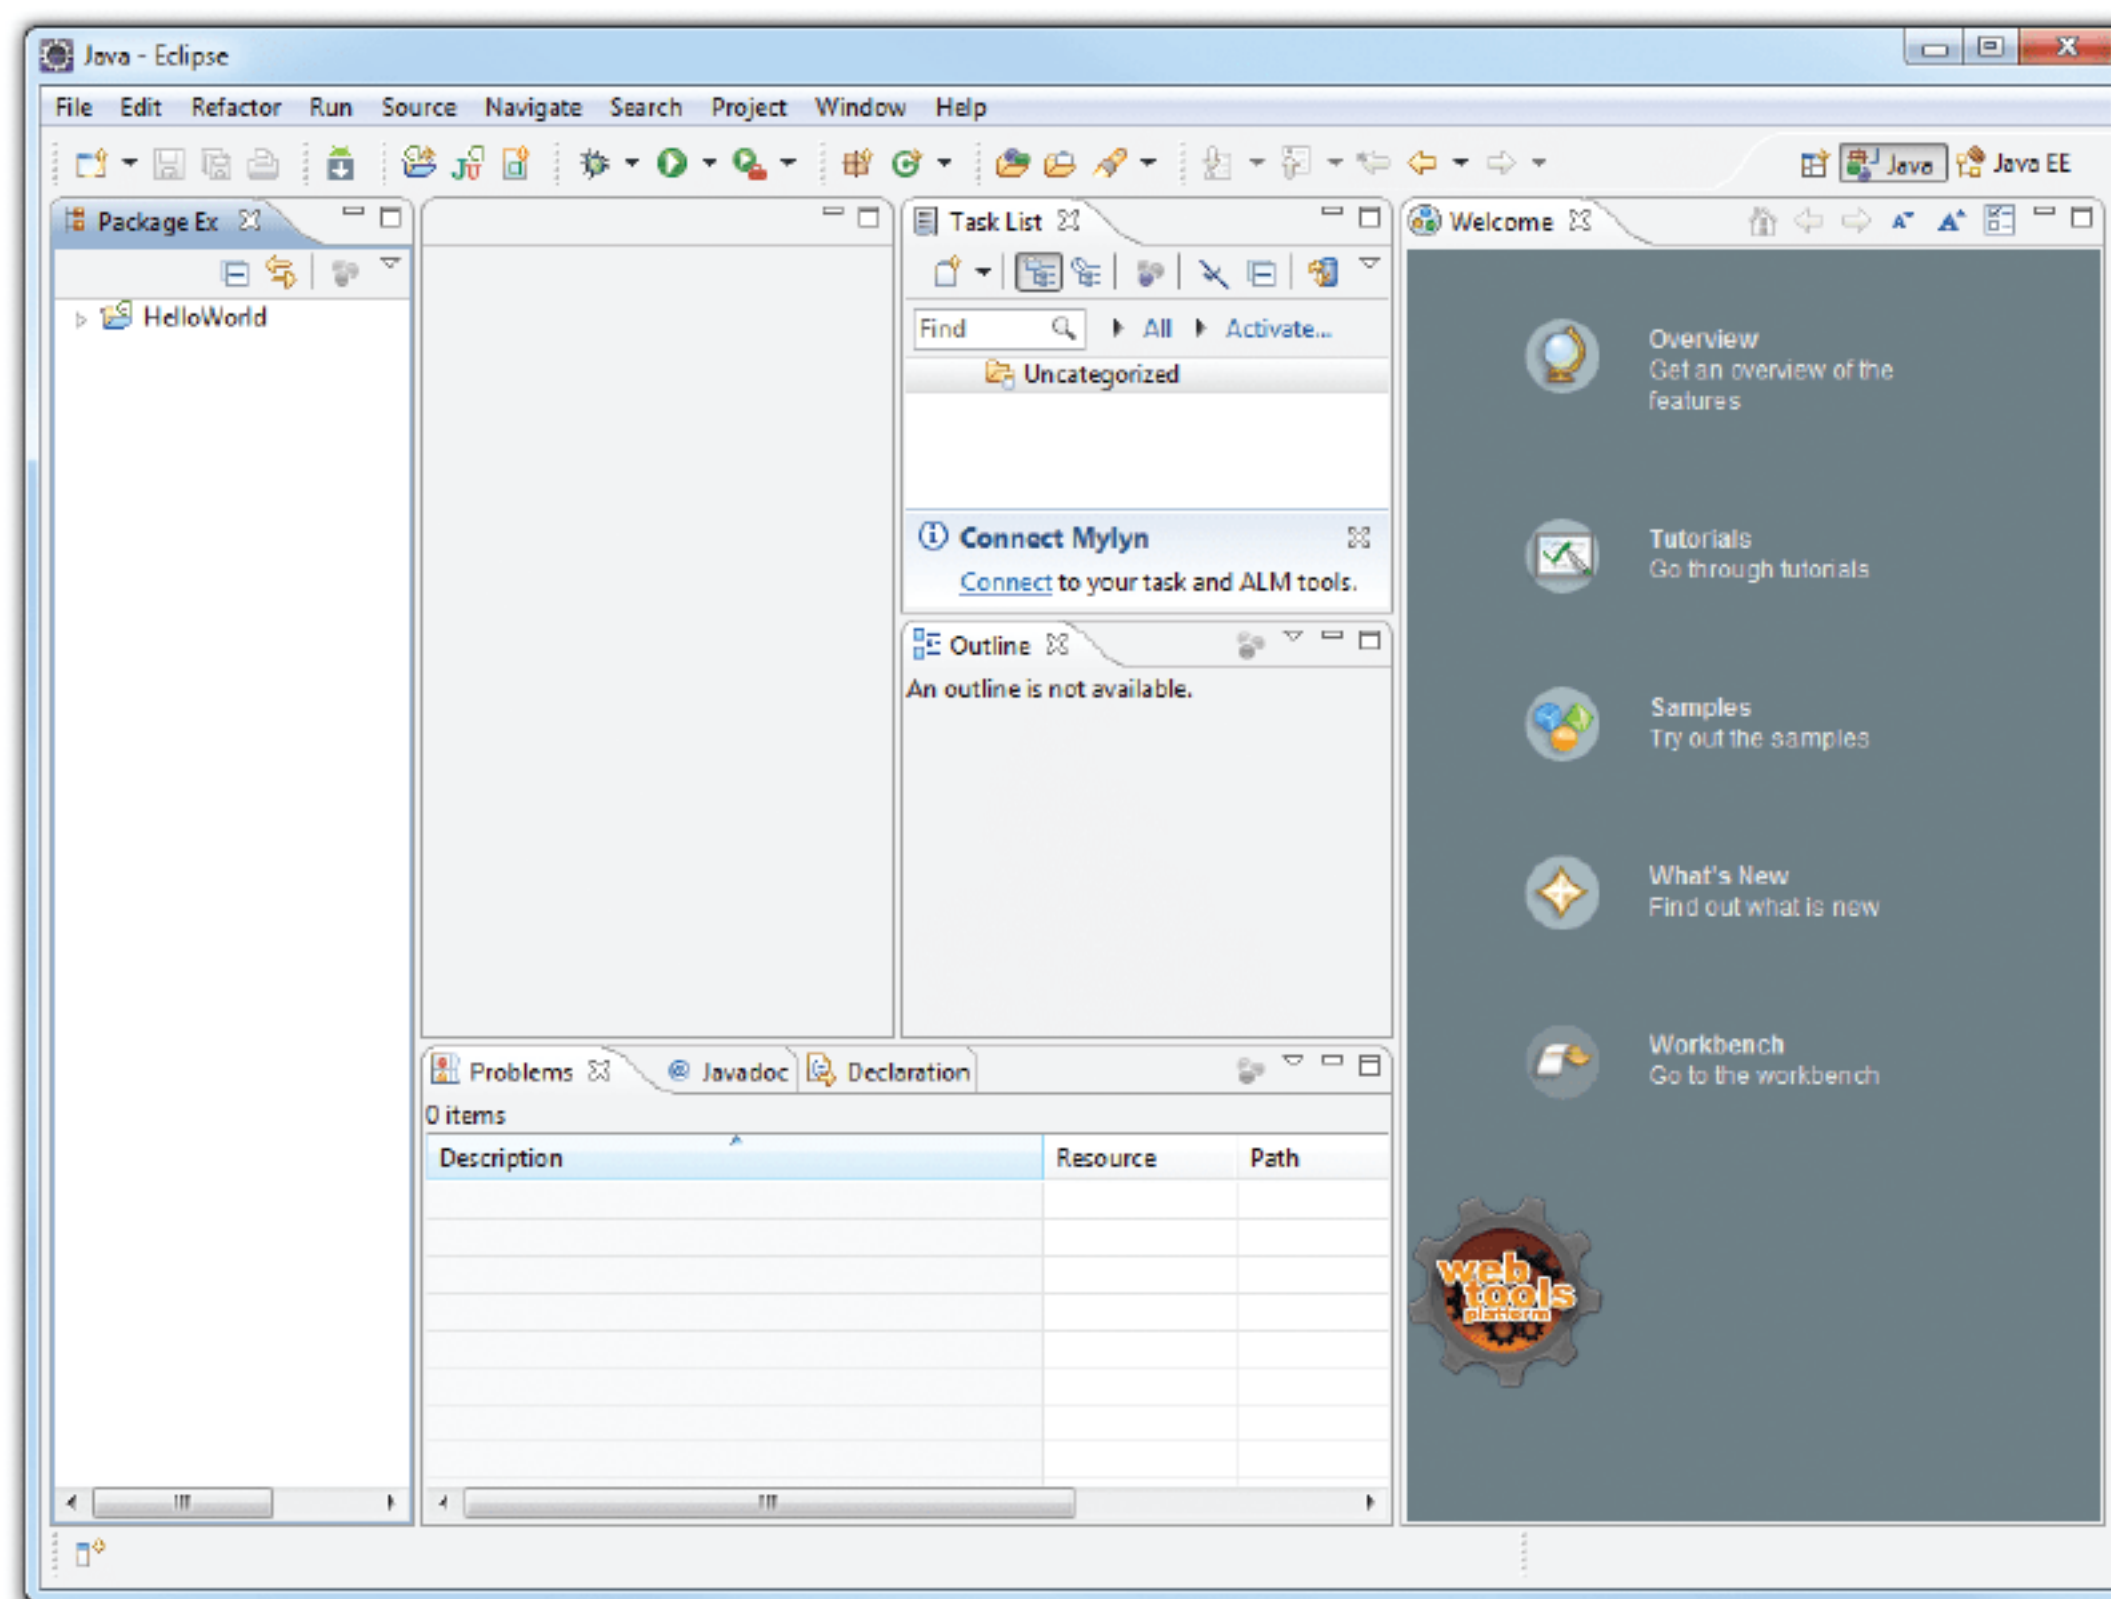 Java - Eclipse
File Edit Refactor Run Source Navigate Search Project Window Help
Java Java EE
Package Ex
HelloWorld
Task List
Find All Activate...
Uncategorized
Connect Mylyn
Connect to your task and ALM tools.
Outline
An outline is not available.
Problems Javadoc Declaration
0 items
Description Resource Path
Welcome
Overview
Get an overview of the
features
Tutorials
Go through tutorials
Samples
Try out the samples
What's New
Find out what is new
Workbench
Go to the workbench
web
tools
platform